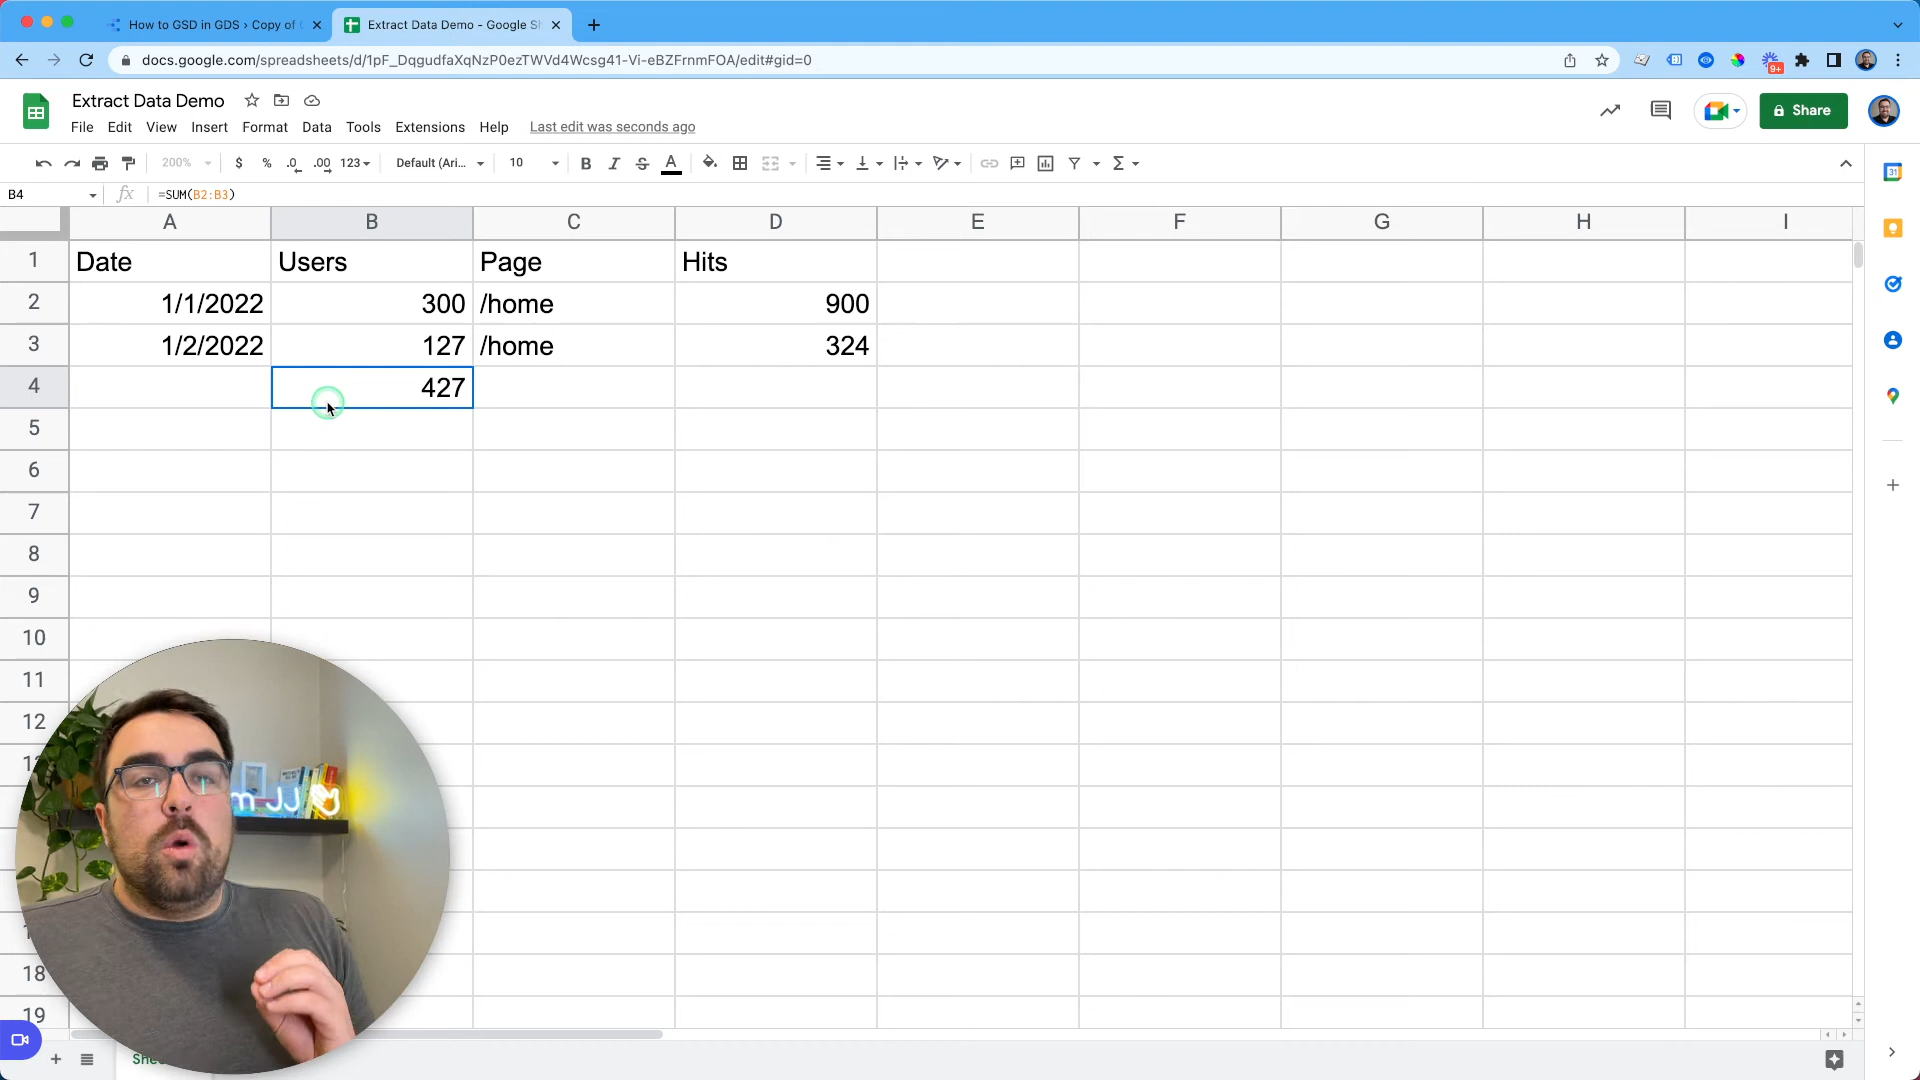 How to GSD in GDS › Copy of
Extract Data Demo - Google Sh
docs.google.com/spreadsheets/d/1pF_DqgudfaXqNzP0ezTWVd4Wcsg41-Vi-eBZFrnmFOA/edit#gid=0
9+
Extract Data Demo
File Edit View Insert Format Data Tools Extensions Help Last edit was seconds ago
Share
200% $ % .0 .00 123 Default (Ari... 10 B I S A Σ
31
B4 fx =SUM(B2:B3)
A B C D E F G H I
1 Date Users Page Hits
2 1/1/2022 300 /home 900
3 1/2/2022 127 /home 324
4 427
5
6
7
8
9
10
11
12
18
19